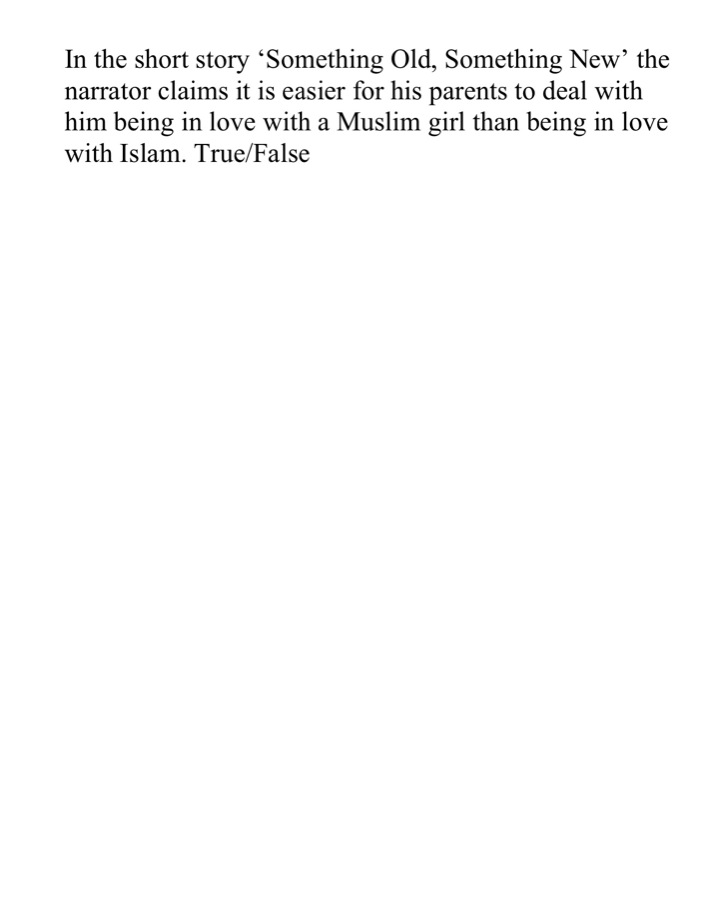 In the short story ‘Something Old, Something New’ the
narrator claims it is easier for his parents to deal with
him being in love with a Muslim girl than being in love
with Islam. True/False